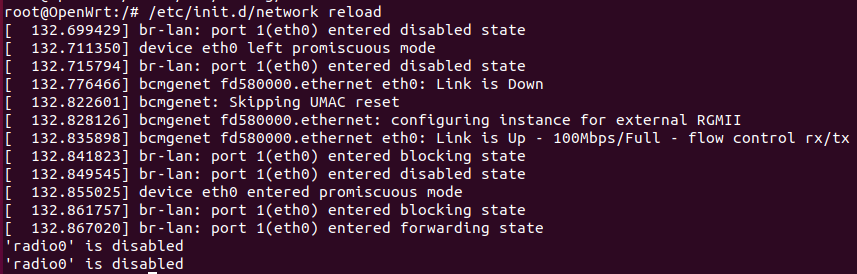 root@OpenWrt:/# /etc/init.d/network reload
[  132.699429] br-lan: port 1(eth0) entered disabled state
[  132.711350] device eth0 left promiscuous mode
[  132.715794] br-lan: port 1(eth0) entered disabled state
[  132.776466] bcmgenet fd580000.ethernet eth0: Link is Down
[  132.822601] bcmgenet: Skipping UMAC reset
[  132.828126] bcmgenet fd580000.ethernet: configuring instance for external RGMII
[  132.835898] bcmgenet fd580000.ethernet eth0: Link is Up - 100Mbps/Full - flow control rx/tx
[  132.841823] br-lan: port 1(eth0) entered blocking state
[  132.849545] br-lan: port 1(eth0) entered disabled state
[  132.855025] device eth0 entered promiscuous mode
[  132.861757] br-lan: port 1(eth0) entered blocking state
[  132.867020] br-lan: port 1(eth0) entered forwarding state
'radio0' is disabled
'radio0' is disabled